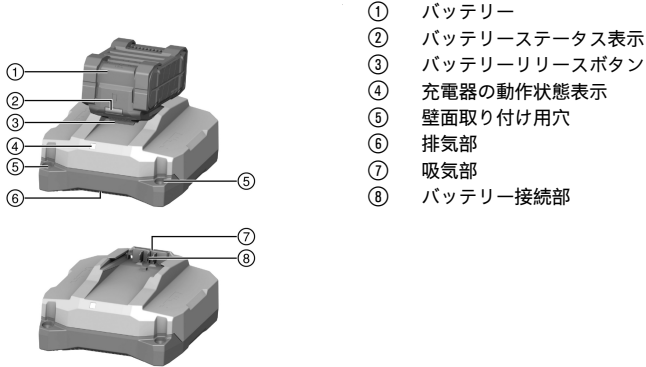 ① バッテリー
② バッテリーステータス表示
③ バッテリーリリースボタン
④ 充電器の動作状態表示
⑤ 壁面取り付け用穴
⑥ 排気部
⑦ 吸気部
⑧ バッテリー接続部
①
②
③
④
⑤
⑤
⑥
⑦
⑧